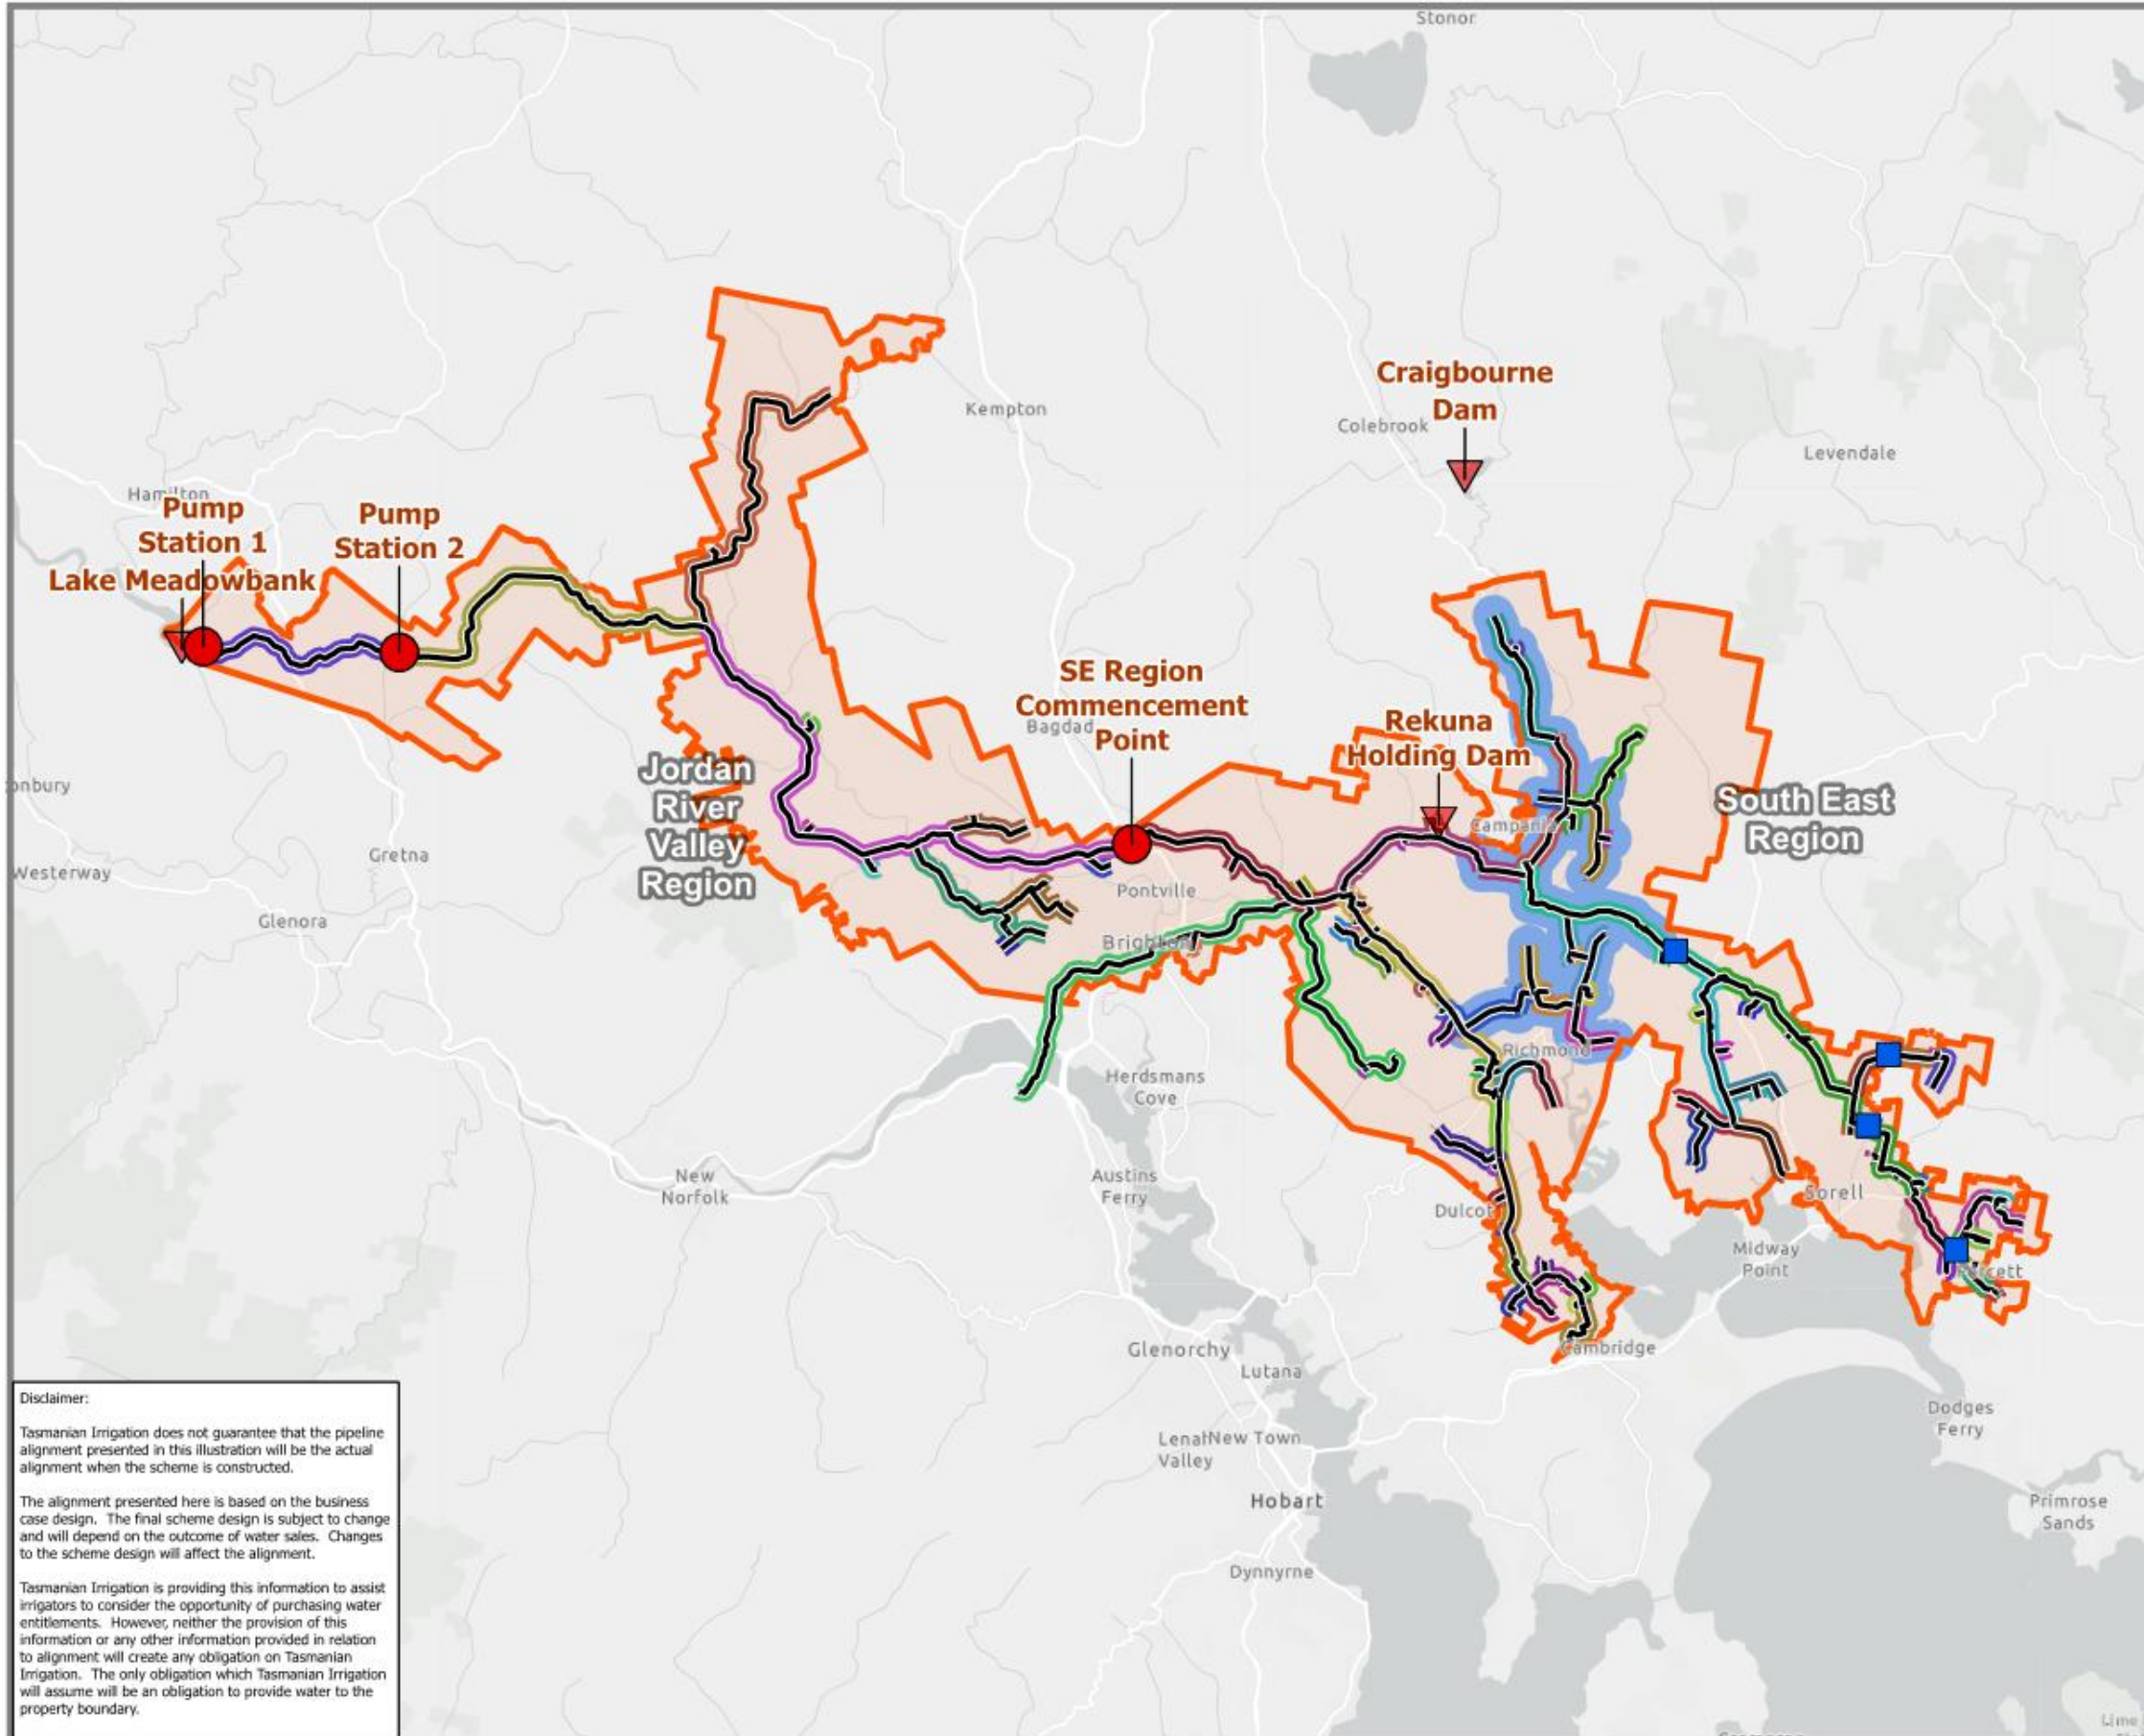 Stonor
Craigbourne
Dam
Kempton
Colebrook
Levendale
Hamilton
Pump
Station 1
Pump
Station 2
Lake Meadowbank
SE Region
Commencement
Point
Bagdad
Rekuna
Holding Dam
Jordan
River
Valley
Region
South East
Region
onbury
Campania
Gretna
Westerway
Pontville
Glenora
Brighton
Richmond
Herdsmans
Cove
New
Norfolk
Austins
Ferry
Dulcot
Sorell
Midway
Point
Forcett
Glenorchy
Cambridge
Lutana
Dodges
Ferry
Lenah
Valley
New Town
Hobart
Primrose
Sands
Dynnyrne
Lime
Disclaimer:
Tasmanian Irrigation does not guarantee that the pipeline
alignment presented in this illustration will be the actual
alignment when the scheme is constructed.
The alignment presented here is based on the business
case design. The final scheme design is subject to change
and will depend on the outcome of water sales. Changes
to the scheme design will affect the alignment.
Tasmanian Irrigation is providing this information to assist
irrigators to consider the opportunity of purchasing water
entitlements. However, neither the provision of this
information or any other information provided in relation
to alignment will create any obligation on Tasmanian
Irrigation. The only obligation which Tasmanian Irrigation
will assume will be an obligation to provide water to the
property boundary.